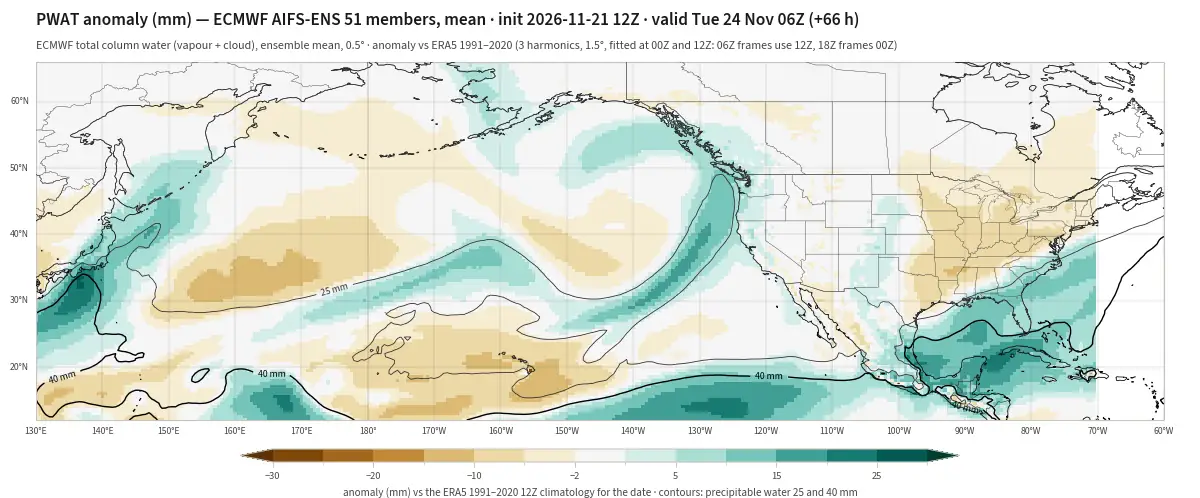 PWAT anomaly (mm) — ECMWF AIFS-ENS 51 members, mean · init 2026-11-21 12Z · valid Tue 24 Nov 06Z (+66 h)
ECMWF total column water (vapour + cloud), ensemble mean, 0.5° · anomaly vs ERA5 1991–2020 (3 harmonics, 1.5°, fitted at 00Z and 12Z: 06Z frames use 12Z, 18Z frames 00Z)
60°N
50°N
40°N
30°N
20°N
25 mm
40 mm
40 mm
40 mm
40 mm
130°E 140°E 150°E 160°E 170°E 180° 170°W 160°W 150°W 140°W 130°W 120°W 110°W 100°W 90°W 80°W 70°W 60°W
−30 −20 −10 −2 5 15 25
anomaly (mm) vs the ERA5 1991–2020 12Z climatology for the date · contours: precipitable water 25 and 40 mm